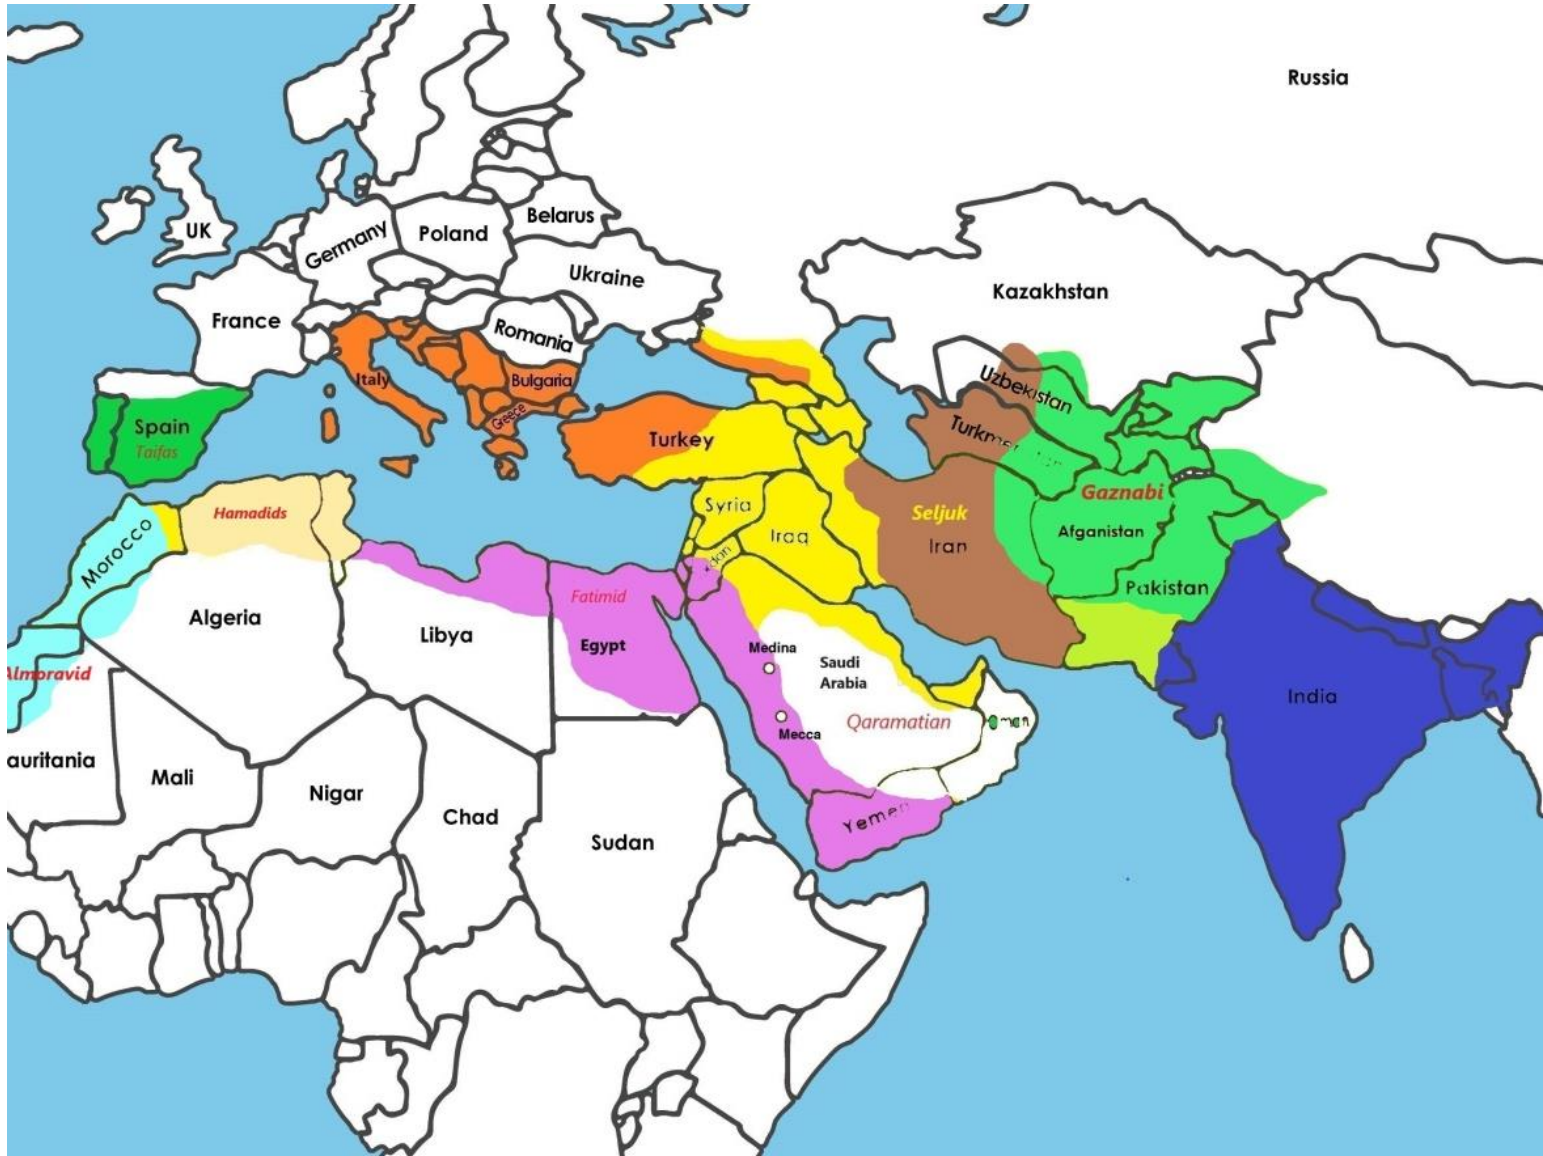 Russia
UK
Belarus
Poland
Germany
Ukraine
Kazakhstan
France
Romania
Uzbekistan
Italy
Bulgaria
Greece
Spain
Taifas
Turkey
Gaznabi
Syria
Hamadids
Seljuk
Morocco
Iraq
Iran
Afganistan
Pakistan
Fatimid
Algeria
Libya
Egypt
Medina
Saudi
Arabia
Almoravid
India
Qaramatian
Mecca
auritania
Mali
Nigar
Chad
Sudan
Yemen